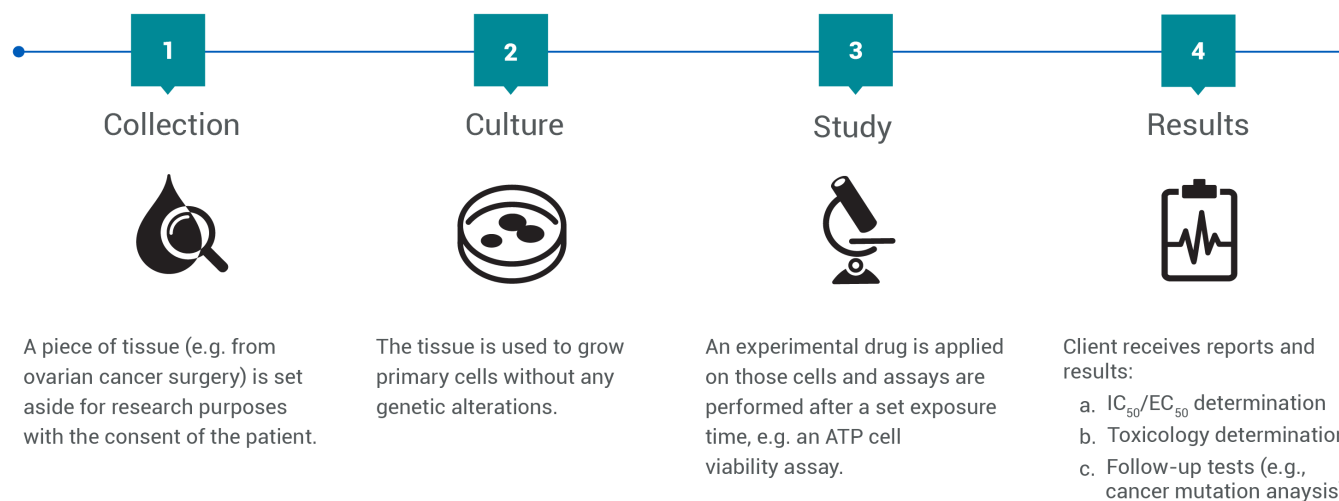 1
2
3
4
Collection
Culture
Study
Results
A piece of tissue (e.g. from
ovarian cancer surgery) is set
aside for research purposes
with the consent of the patient.
The tissue is used to grow
primary cells without any
genetic alterations.
An experimental drug is applied
on those cells and assays are
performed after a set exposure
time, e.g. an ATP cell
viability assay.
Client receives reports and
results:
a. IC50/EC50 determination
b. Toxicology determination
c. Follow-up tests (e.g.,
cancer mutation anaysis